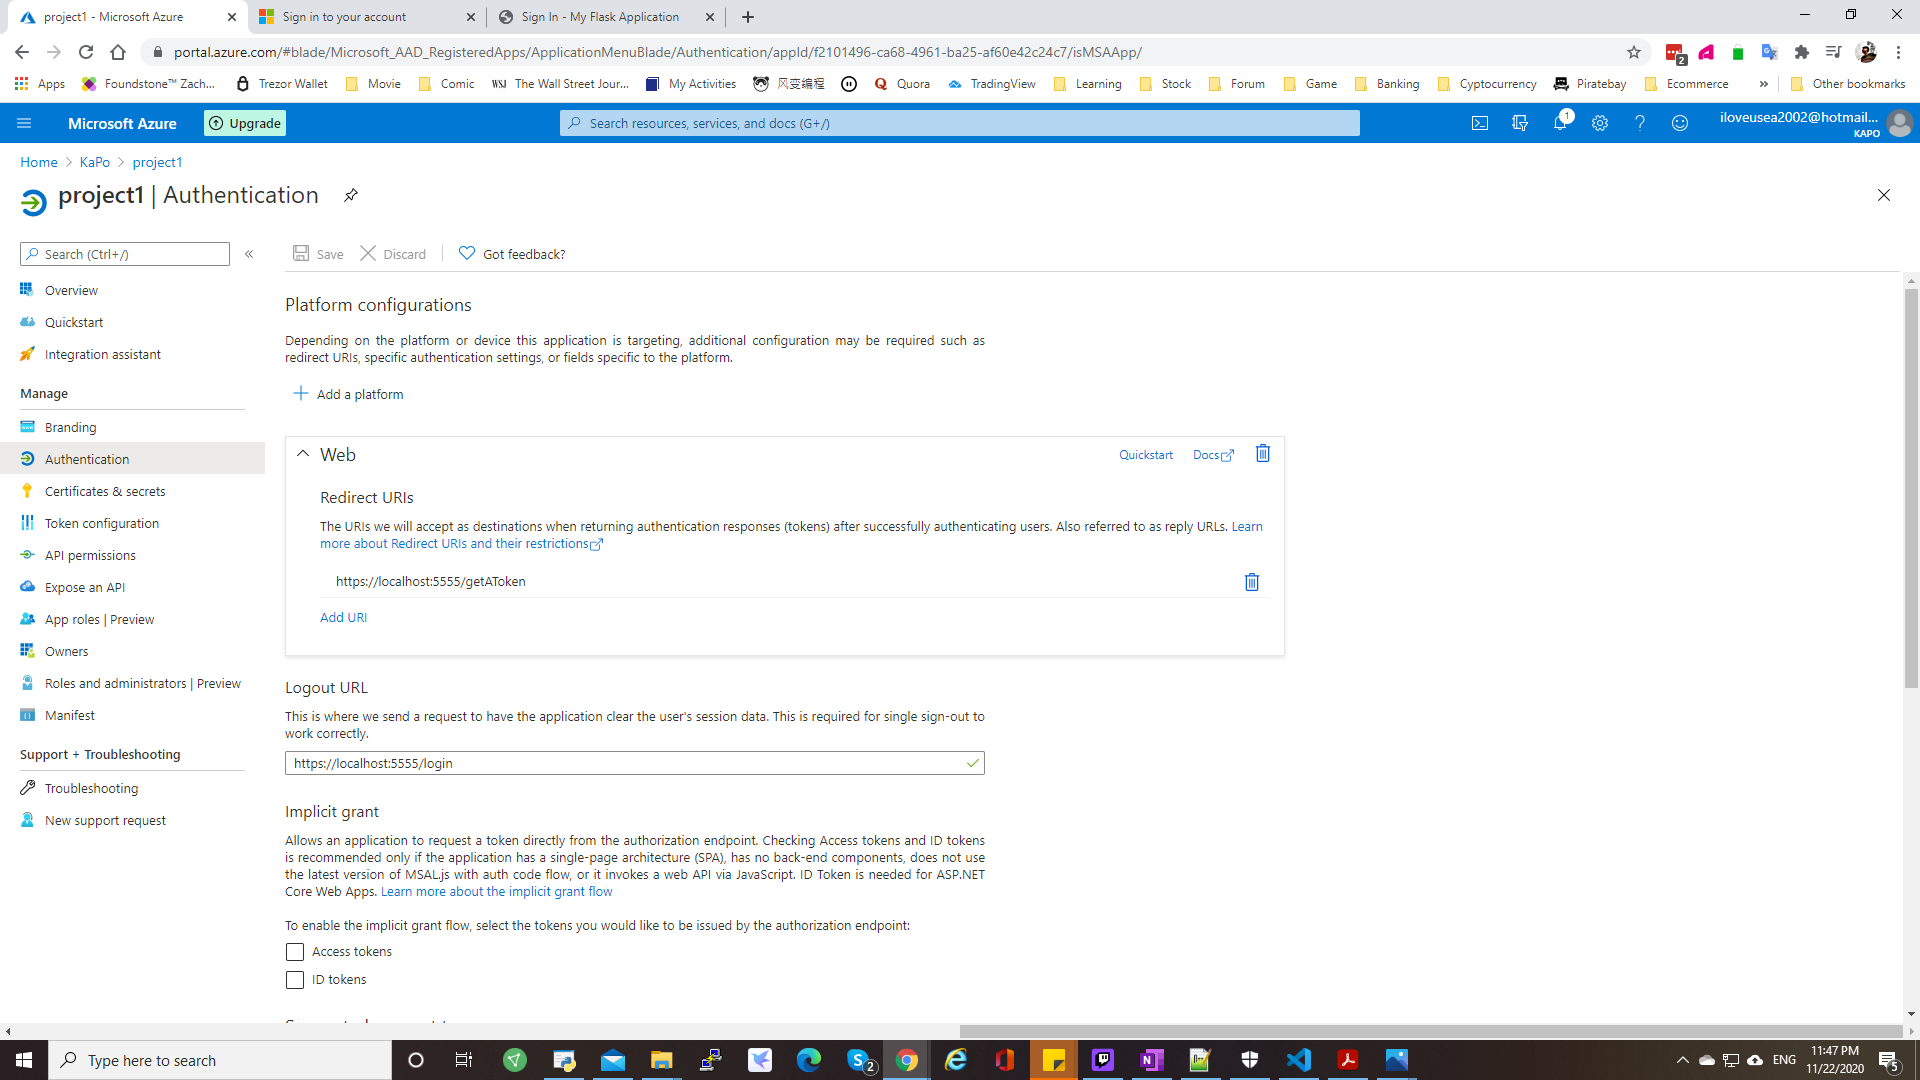 project1 - Microsoft Azure
Sign in to your account
Sign In - My Flask Application
portal.azure.com/#blade/Microsoft_AAD_RegisteredApps/ApplicationMenuBlade/Authentication/appId/f2101496-ca68-4961-ba25-af60e42c24c7/isMSAApp/
2
Apps
Foundstone™ Zach...
Trezor Wallet
Movie
Comic
WSJ The Wall Street Jour...
My Activities
风变编程
Quora
TradingView
Learning
Stock
Forum
Game
Banking
Cyptocurrency
Piratebay
Ecommerce
»
Other bookmarks
Microsoft Azure
Upgrade
Search resources, services, and docs (G+/)
1
iloveusea2002@hotmail...
KAPO
Home > KaPo > project1
project1 | Authentication
Search (Ctrl+/)
«
Save
Discard
Got feedback?
Overview
Quickstart
Integration assistant
Manage
Branding
Authentication
Certificates & secrets
Token configuration
API permissions
Expose an API
App roles | Preview
Owners
Roles and administrators | Preview
Manifest
Support + Troubleshooting
Troubleshooting
New support request
Platform configurations
Depending on the platform or device this application is targeting, additional configuration may be required such as
redirect URIs, specific authentication settings, or fields specific to the platform.
Add a platform
Web
Quickstart
Docs
Redirect URIs
The URIs we will accept as destinations when returning authentication responses (tokens) after successfully authenticating users. Also referred to as reply URLs. Learn
more about Redirect URIs and their restrictions
https://localhost:5555/getAToken
Add URI
Logout URL
This is where we send a request to have the application clear the user's session data. This is required for single sign-out to
work correctly.
https://localhost:5555/login
Implicit grant
Allows an application to request a token directly from the authorization endpoint. Checking Access tokens and ID tokens
is recommended only if the application has a single-page architecture (SPA), has no back-end components, does not use
the latest version of MSAL.js with auth code flow, or it invokes a web API via JavaScript. ID Token is needed for ASP.NET
Core Web Apps. Learn more about the implicit grant flow
To enable the implicit grant flow, select the tokens you would like to be issued by the authorization endpoint:
Access tokens
ID tokens
Type here to search
2
ENG
11:47 PM
11/22/2020
5